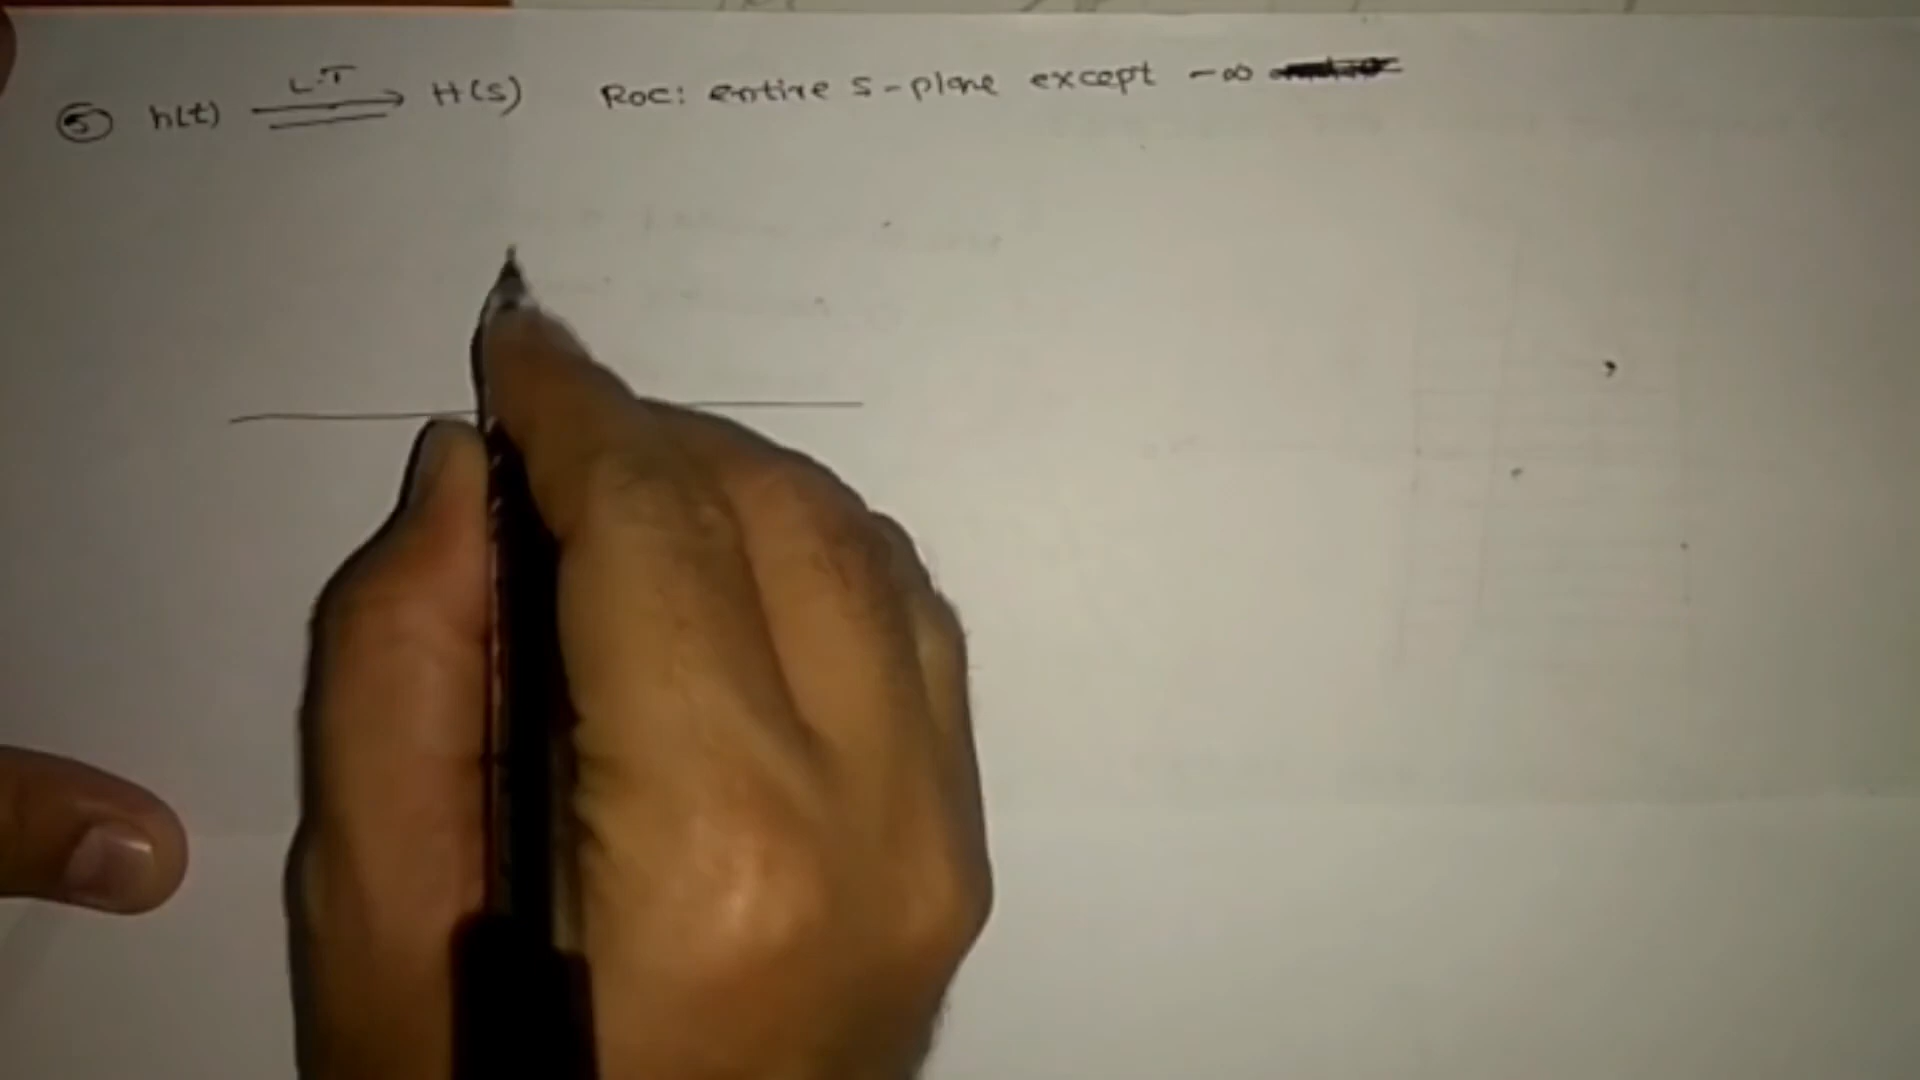 ⑤ h(t) L.T H(s) ROC: entire s-plane except -∞